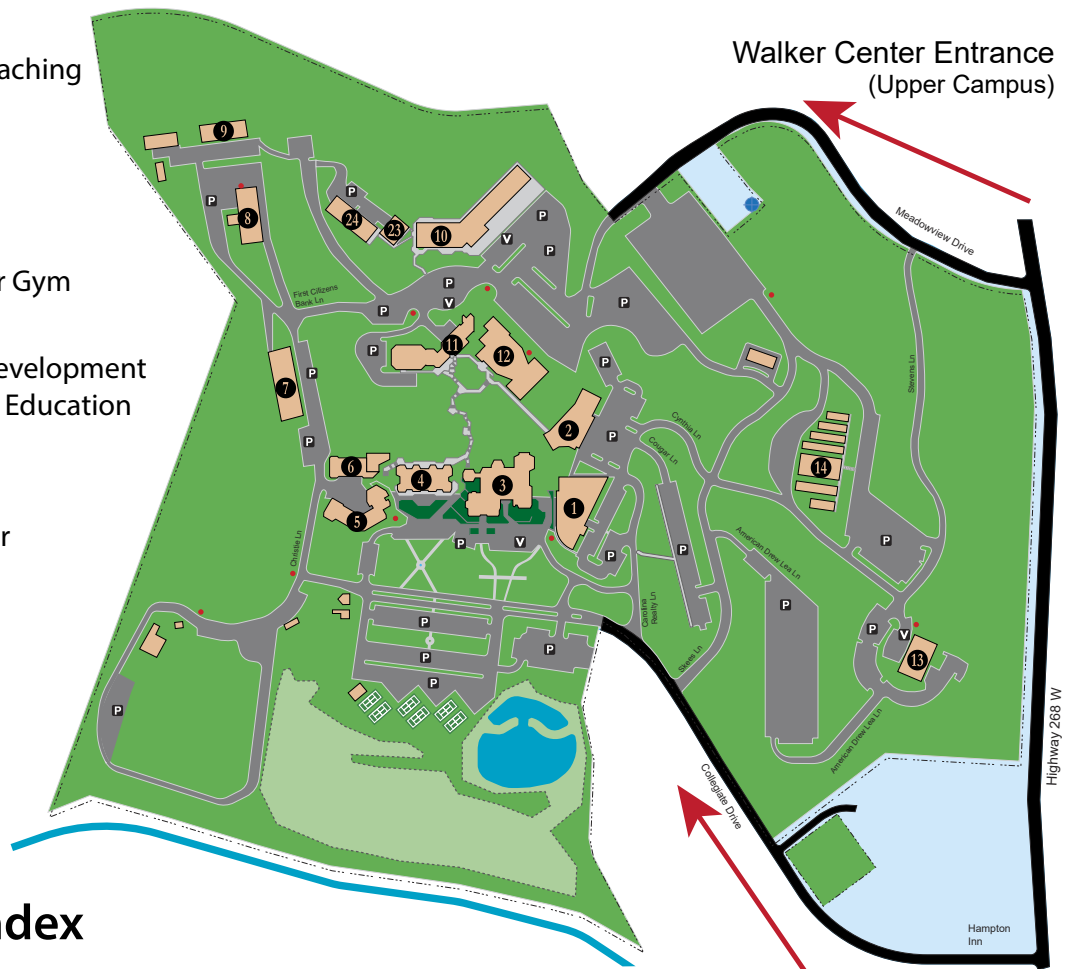 aching
Walker Center Entrance
(Upper Campus)
9
P
8
24
23
10
P
P
V
P
Meadowview Drive
r Gym
First Citizens
Bank Ln
P
V
P
P
11
12
P
P
7
P
evelopment
Education
Stevens Ln
2
P
Cynthia Ln
Cougar Ln
P
6
4
3
1
14
5
r
P
V
P
P
P
American Drew Lea Ln
Christie Ln
Carolina
Realty Ln
P
P
P
V
13
P
P
P
Skees Ln
P
American Drew Lea Ln
Highway 268 W
Collegiate Drive
ndex
Hampton
Inn